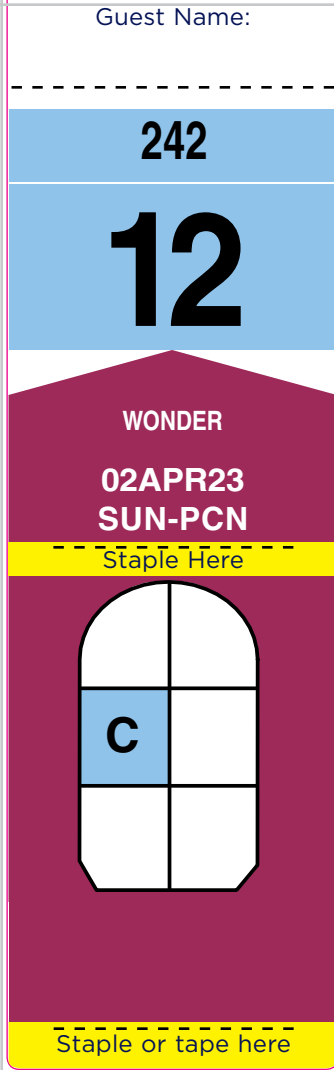 Guest Name:
242
12
WONDER
02APR23
SUN-PCN
Staple Here
C
Staple or tape here